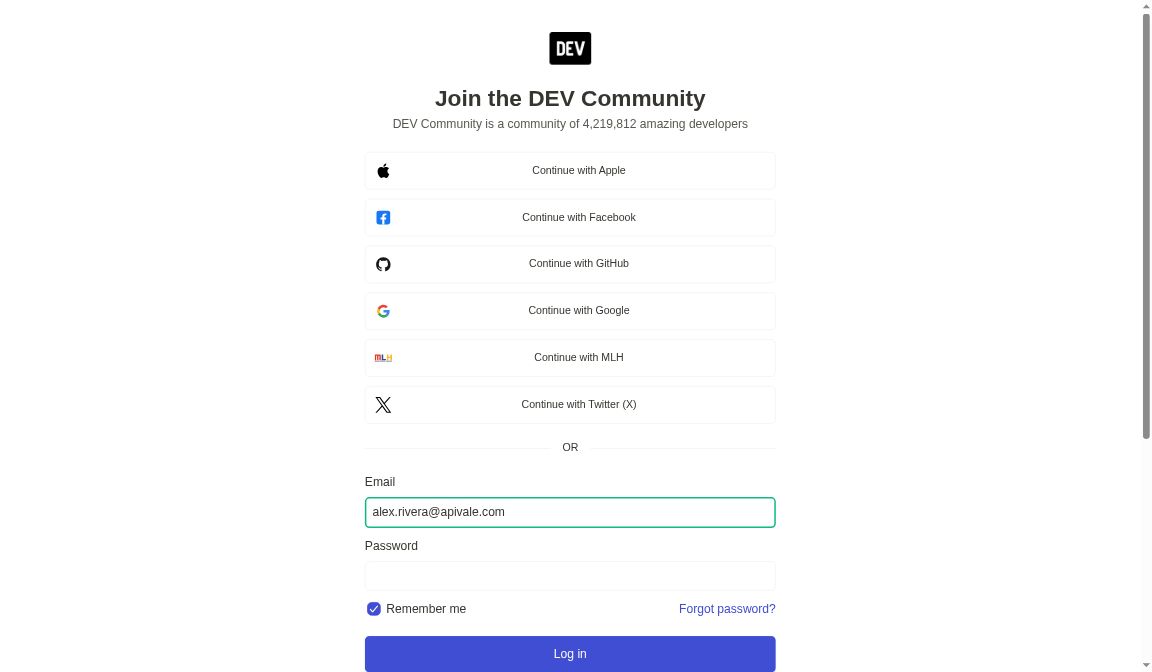 DEV
Join the DEV Community
DEV Community is a community of 4,219,812 amazing developers
Continue with Apple
Continue with Facebook
Continue with GitHub
Continue with Google
MLH
Continue with MLH
Continue with Twitter (X)
OR
Email
alex.rivera@apivale.com
Password
Remember me
Forgot password?
Log in